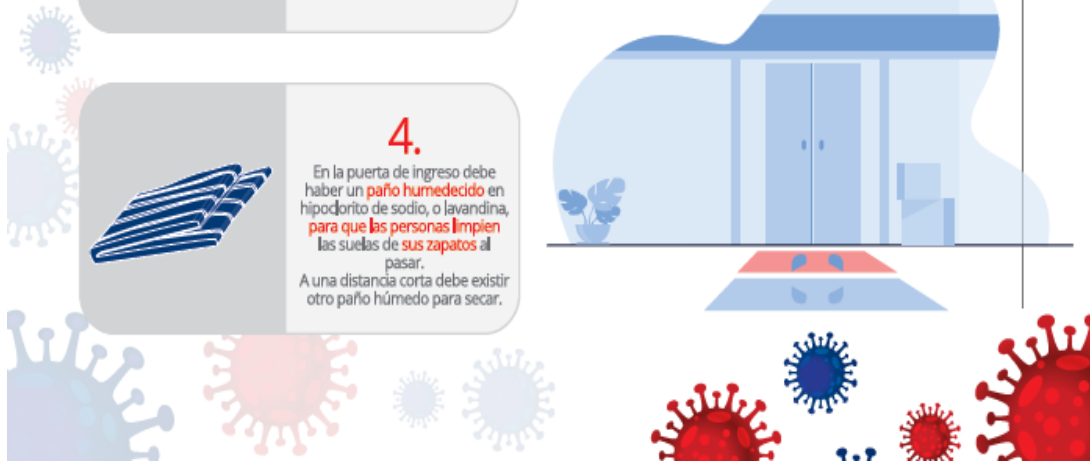 4.
En la puerta de ingreso debe
haber un paño humedecido en
hipoclorito de sodio, o lavandina,
para que las personas limpien
las suelas de sus zapatos al
pasar.
A una distancia corta debe existir
otro paño húmedo para secar.